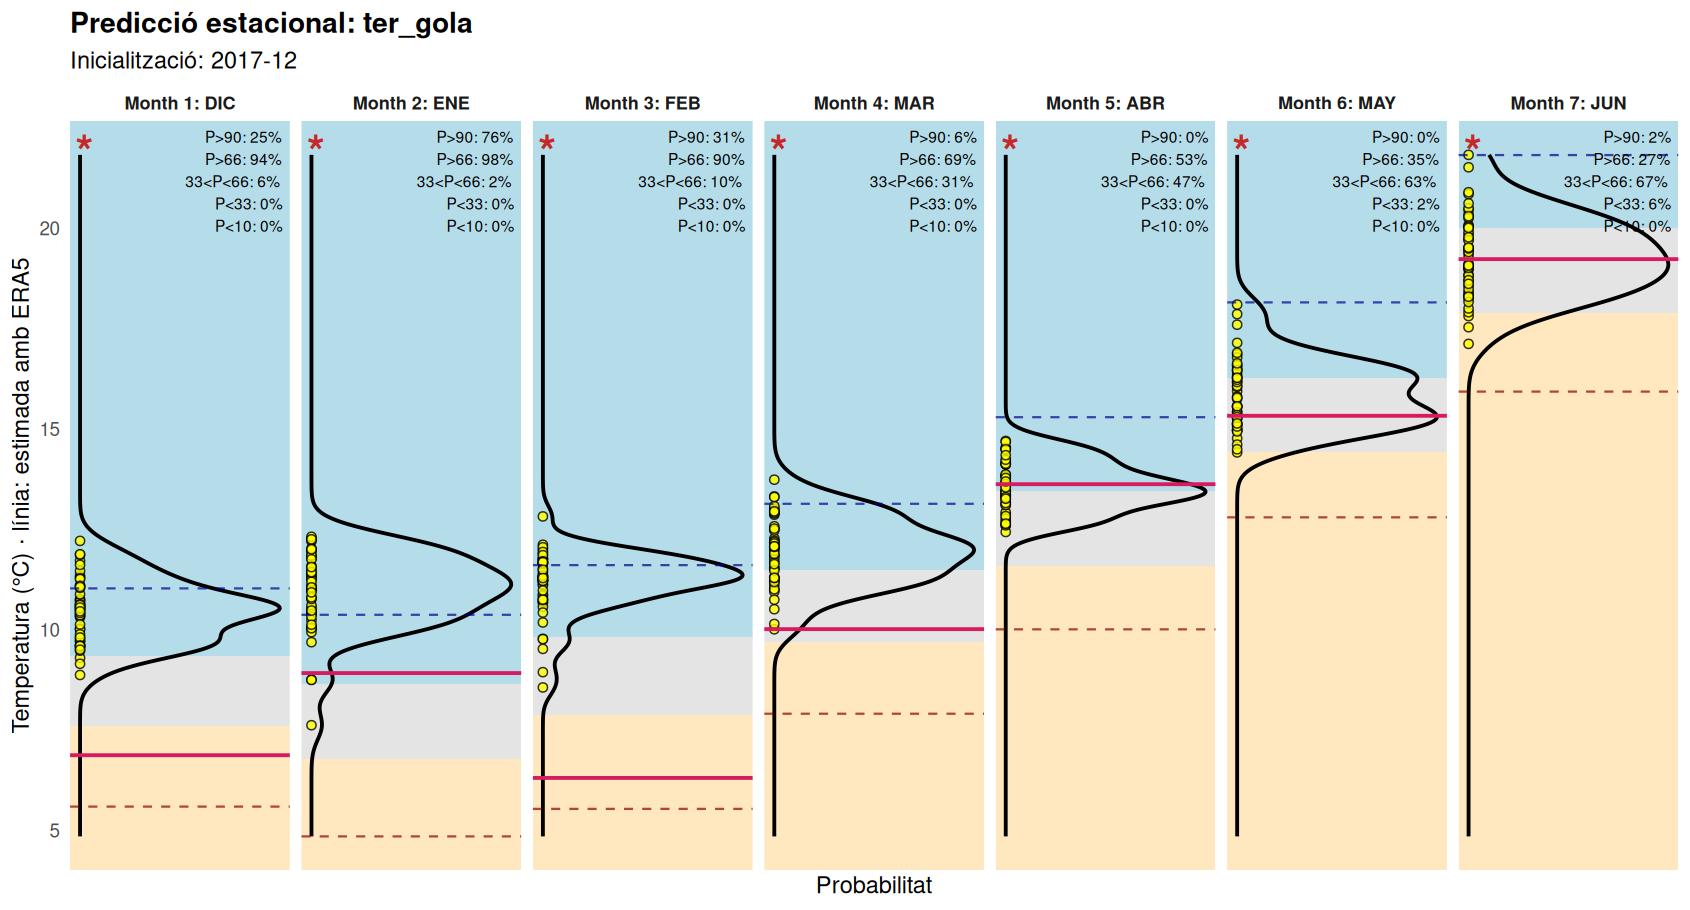 Predicció estacional: ter_gola
Inicialització: 2017-12
Month 1: DIC
Month 2: ENE
Month 3: FEB
Month 4: MAR
Month 5: ABR
Month 6: MAY
Month 7: JUN
*
P>90: 25%
P>66: 94%
33<P<66: 6%
P<33: 0%
P<10: 0%
*
P>90: 76%
P>66: 98%
33<P<66: 2%
P<33: 0%
P<10: 0%
*
P>90: 31%
P>66: 90%
33<P<66: 10%
P<33: 0%
P<10: 0%
*
P>90: 6%
P>66: 69%
33<P<66: 31%
P<33: 0%
P<10: 0%
*
P>90: 0%
P>66: 53%
33<P<66: 47%
P<33: 0%
P<10: 0%
*
P>90: 0%
P>66: 35%
33<P<66: 63%
P<33: 2%
P<10: 0%
*
P>90: 2%
P>66: 27%
33<P<66: 67%
P<33: 6%
P<10: 0%
20
15
10
5
Temperatura (°C) · línia: estimada amb ERA5
Probabilitat